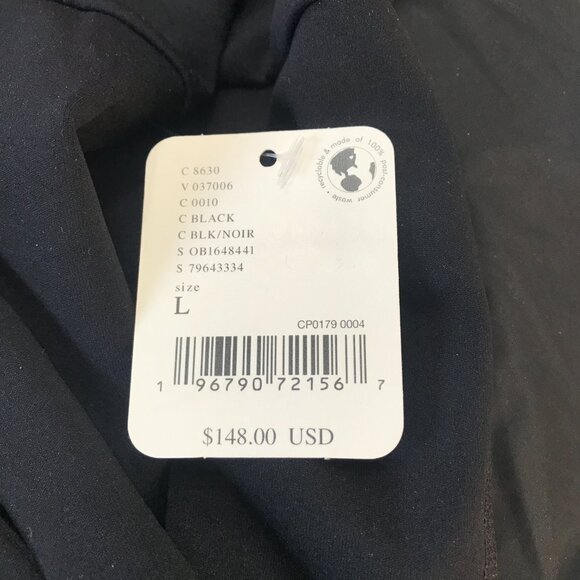 recyclable & made of 100% post-consumer waste •
C 8630
V 037006
C 0010
C BLACK
C BLK/NOIR
S OB1648441
S 79643334
size
L
CP0179 0004
1 96790 72156 7
$148.00 USD